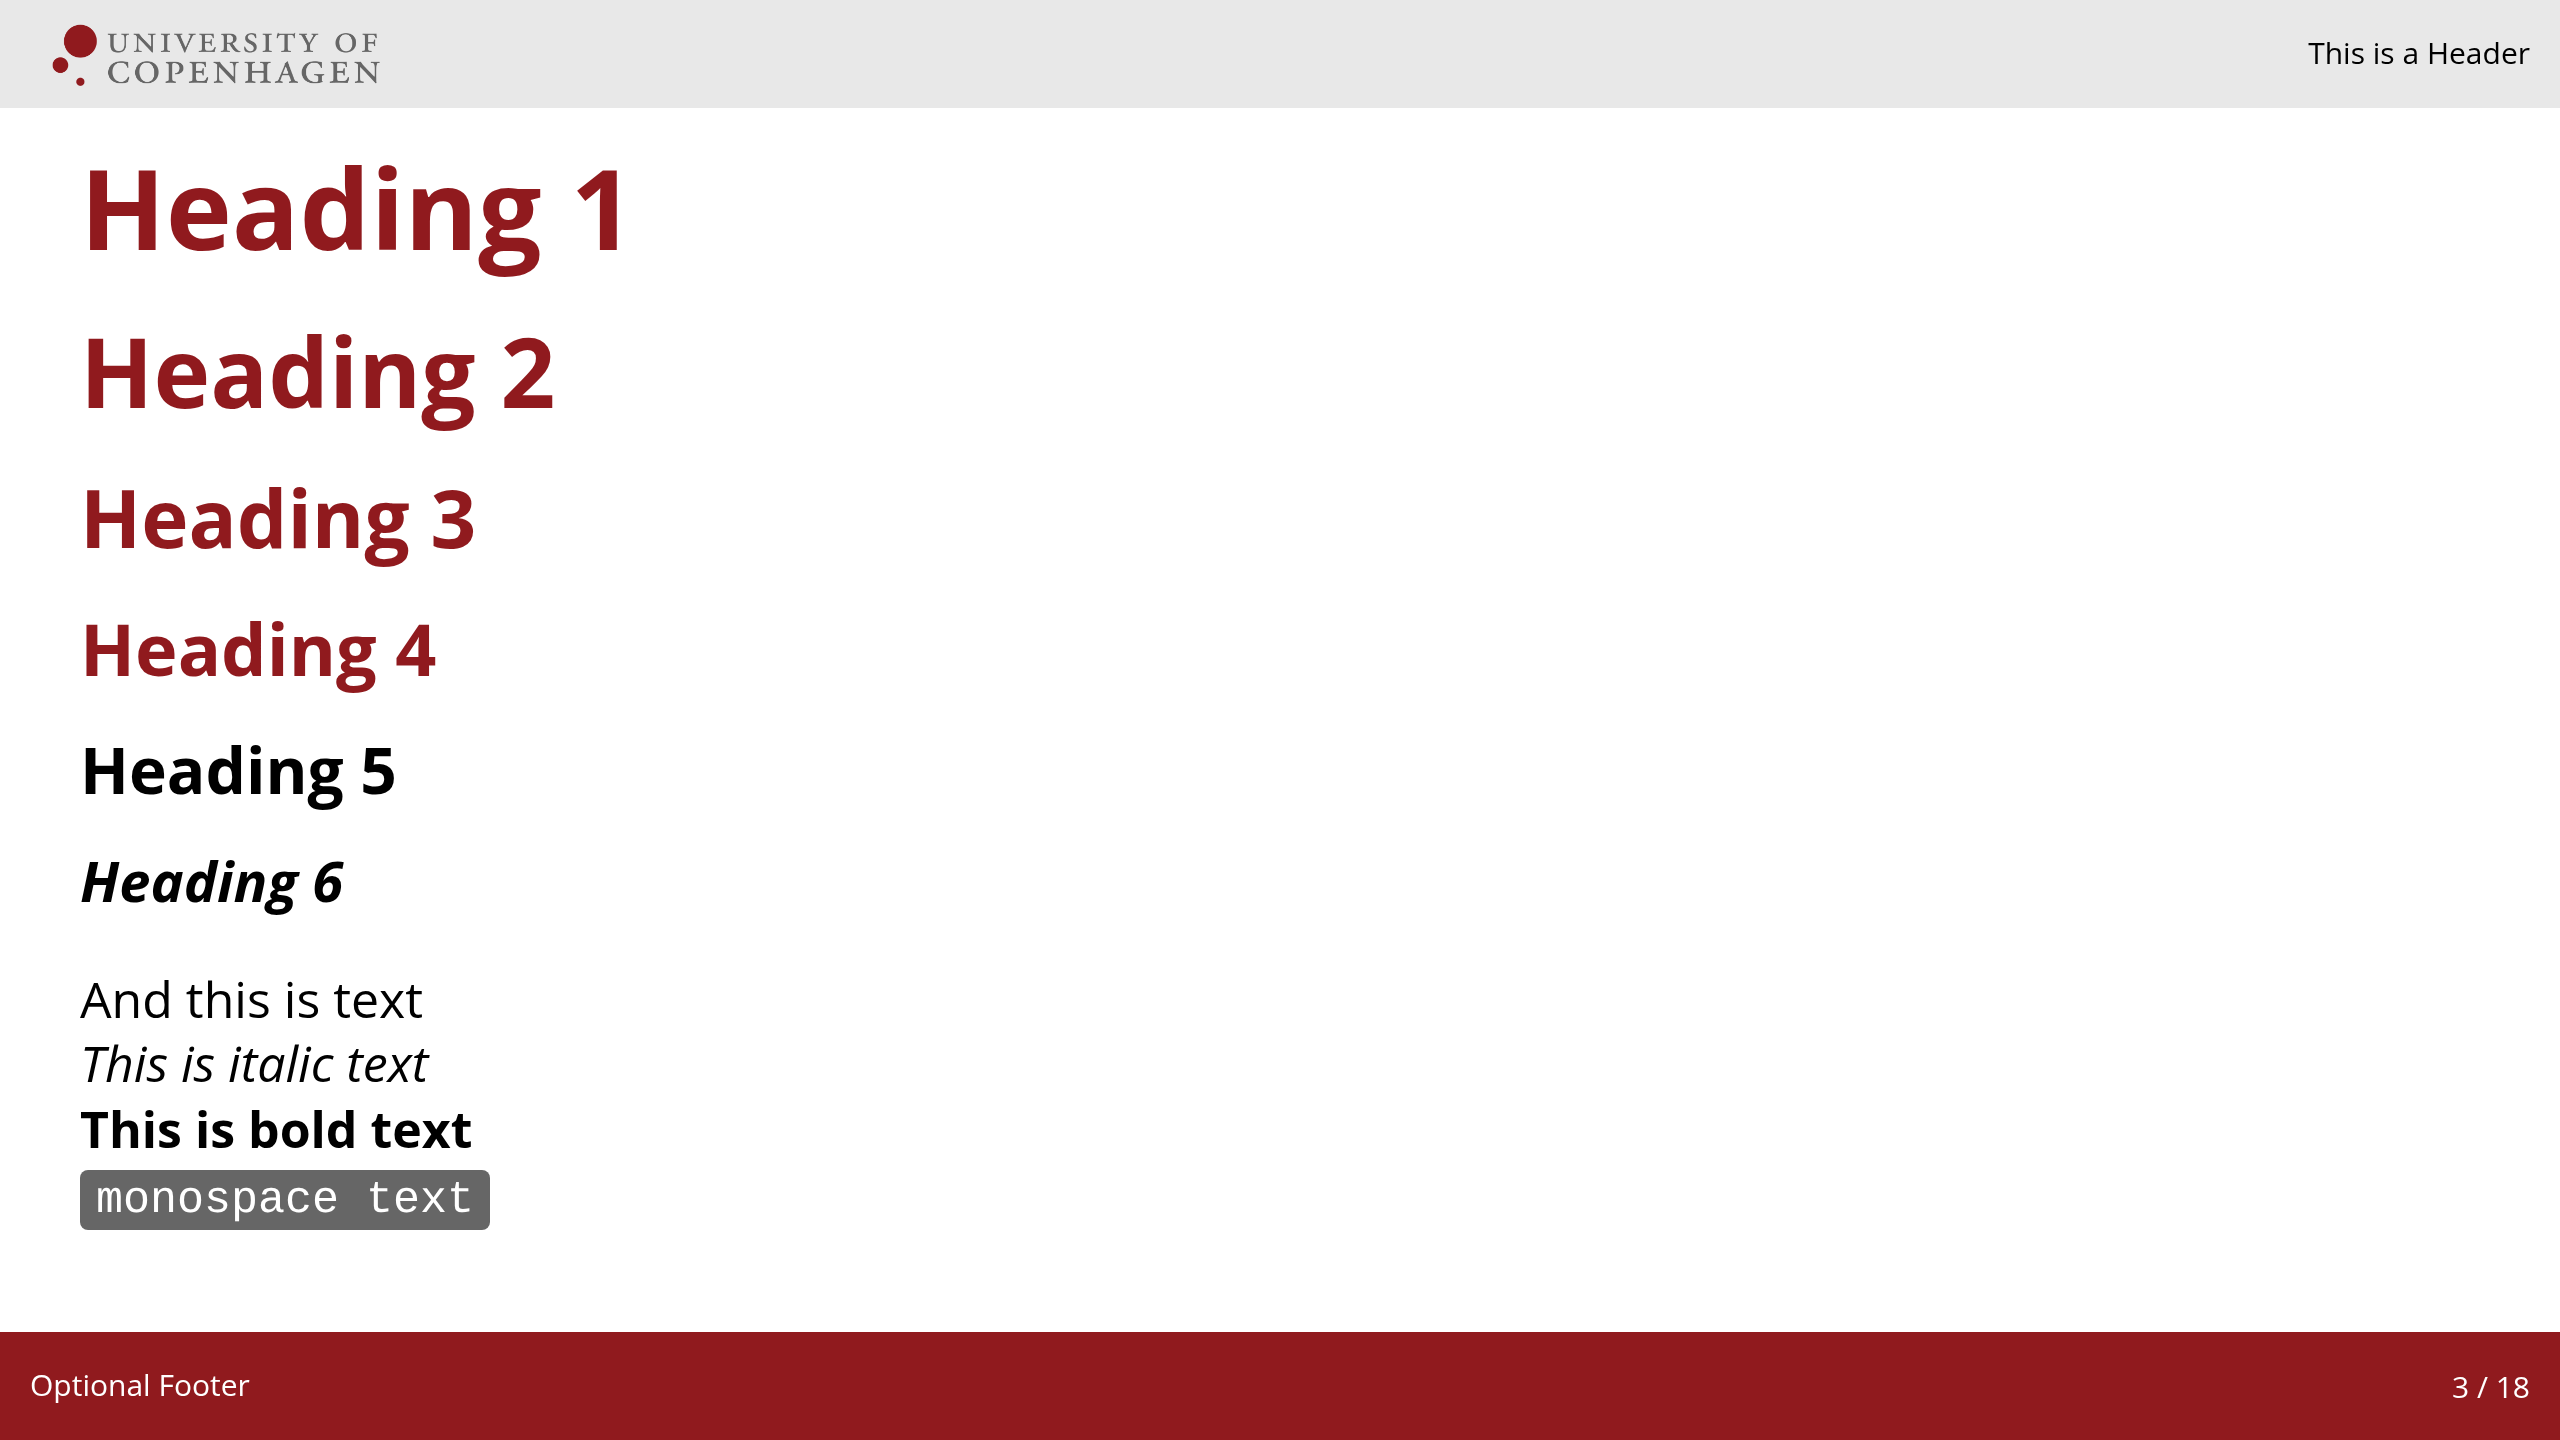 UNIVERSITY OF
COPENHAGEN
This is a Header
Heading 1
Heading 2
Heading 3
Heading 4
Heading 5
Heading 6
And this is text
This is italic text
This is bold text
monospace text
Optional Footer
3 / 18